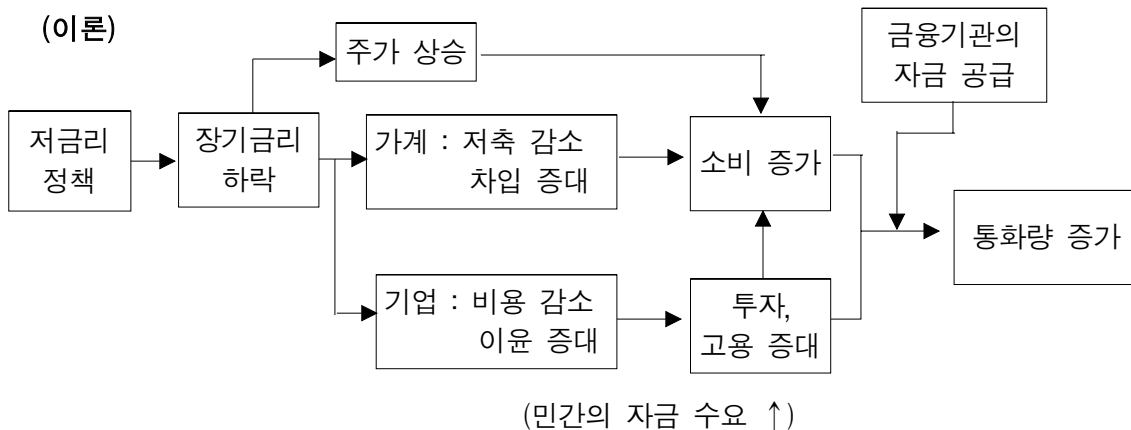 (이론)
주가 상승
금융기관의
자금 공급
저금리
정책
장기금리
하락
가계 : 저축 감소
차입 증대
소비 증가
통화량 증가
기업 : 비용 감소
이윤 증대
투자,
고용 증대
(민간의 자금 수요 ↑)